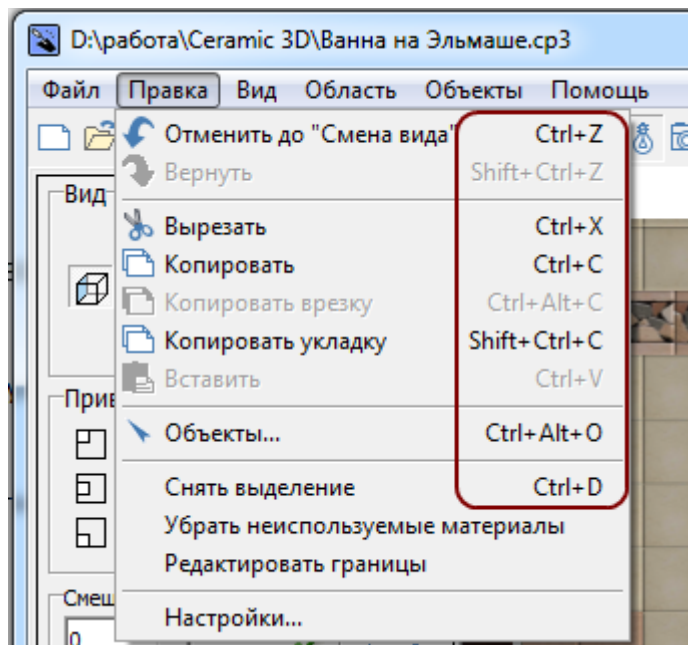 D:\работа\Ceramic 3D\Ванна на Эльмаше.cp3
Файл Правка Вид Область Объекты Помощь
Отменить до "Смена вида" Ctrl+Z
Вернуть Shift+Ctrl+Z
Вид
Вырезать Ctrl+X
Копировать Ctrl+C
Копировать врезку Ctrl+Alt+C
Копировать укладку Shift+Ctrl+C
Вставить Ctrl+V
Объекты... Ctrl+Alt+O
Снять выделение Ctrl+D
Убрать неиспользуемые материалы
Редактировать границы
Настройки...
0